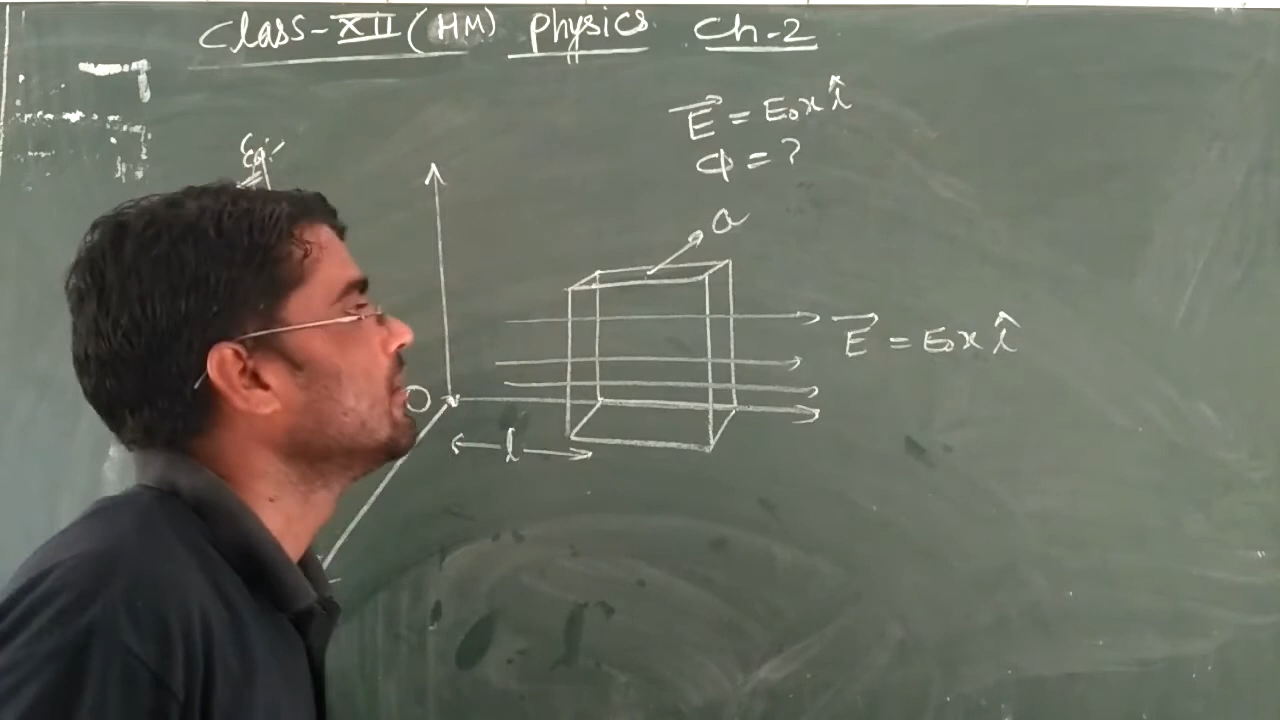 Class-XII (HM) Physics Ch-2
E⃗ = E₀x î
Φ = ?
Eg:-
a
E⃗ = E₀x î
O
l